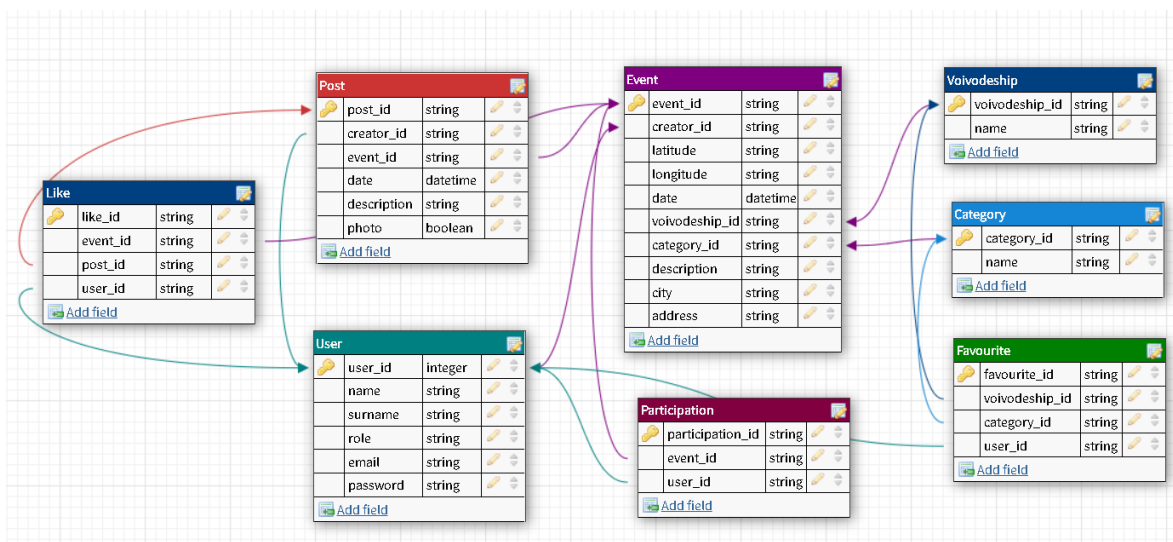 Post
post_id string
creator_id string
event_id string
date datetime
description string
photo boolean
Add field
Event
event_id string
creator_id string
latitude string
longitude string
date datetime
voivodeship_id string
category_id string
description string
city string
address string
Add field
Voivodeship
voivodeship_id string
name string
Add field
Like
like_id string
event_id string
post_id string
user_id string
Add field
Category
category_id string
name string
Add field
User
user_id integer
name string
surname string
role string
email string
password string
Add field
Participation
participation_id string
event_id string
user_id string
Add field
Favourite
favourite_id string
voivodeship_id string
category_id string
user_id string
Add field